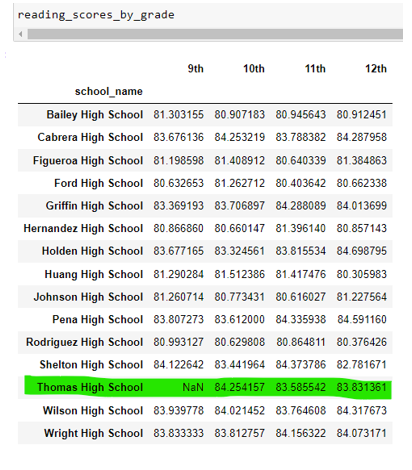 reading_scores_by_grade
9th 10th 11th 12th
school_name
Bailey High School 81.303155 80.907183 80.945643 80.912451
Cabrera High School 83.676136 84.253219 83.788382 84.287958
Figueroa High School 81.198598 81.408912 80.640339 81.384863
Ford High School 80.632653 81.262712 80.403642 80.662338
Griffin High School 83.369193 83.706897 84.288089 84.013699
Hernandez High School 80.866860 80.660147 81.396140 80.857143
Holden High School 83.677165 83.324561 83.815534 84.698795
Huang High School 81.290284 81.512386 81.417476 80.305983
Johnson High School 81.260714 80.773431 80.616027 81.227564
Pena High School 83.807273 83.612000 84.335938 84.591160
Rodriguez High School 80.993127 80.629808 80.864811 80.376426
Shelton High School 84.122642 83.441964 84.373786 82.781671
Thomas High School NaN 84.254157 83.585542 83.831361
Wilson High School 83.939778 84.021452 83.764608 84.317673
Wright High School 83.833333 83.812757 84.156322 84.073171